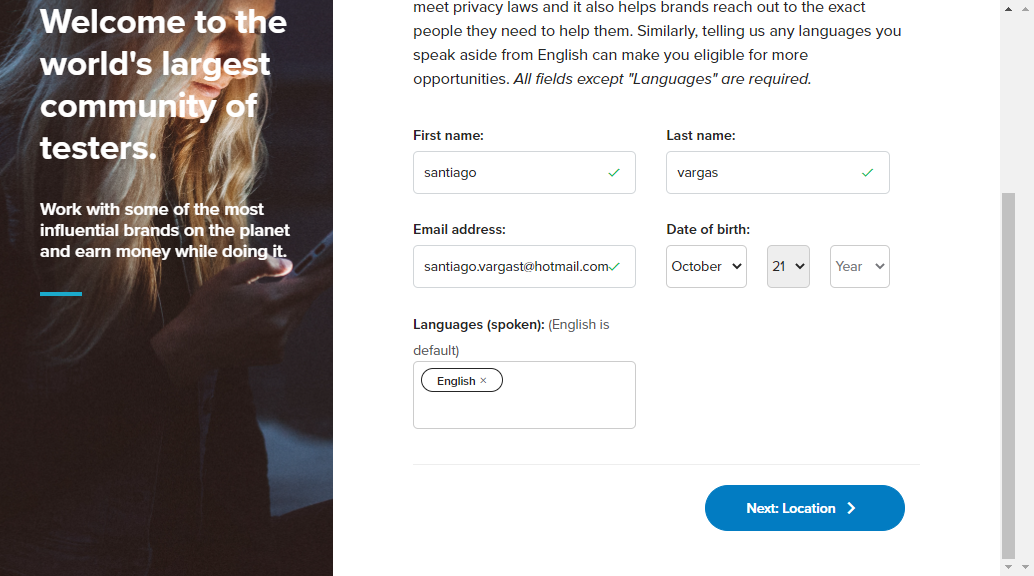 Welcome to the
world's largest
community of
testers.
Work with some of the most
influential brands on the planet
and earn money while doing it.
meet privacy laws and it also helps brands reach out to the exact
people they need to help them. Similarly, telling us any languages you
speak aside from English can make you eligible for more
opportunities. All fields except "Languages" are required.
First name:
Last name:
santiago
vargas
Email address:
Date of birth:
santiago.vargast@hotmail.com
October
21
Year
Languages (spoken): (English is
default)
English ×
Next: Location